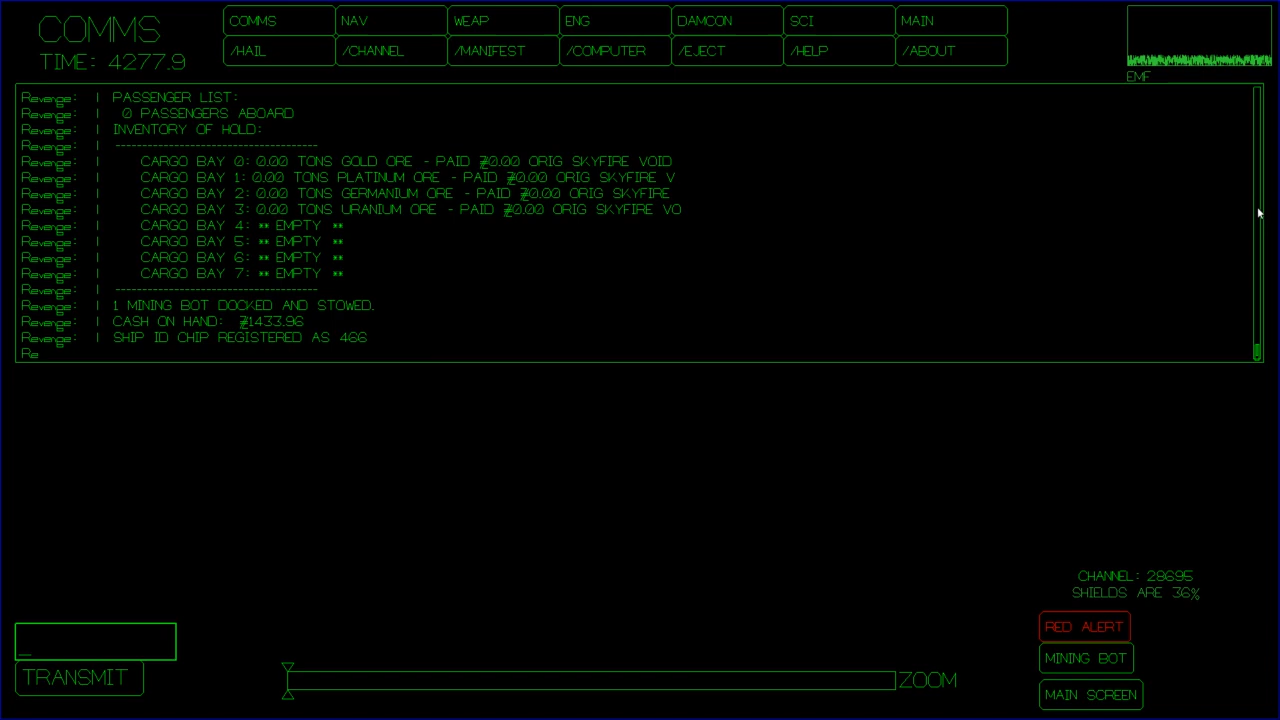 COMMS
TIME: 4277.9
COMMS NAV WEAP ENG DAMCON SCI MAIN
/HAIL /CHANNEL /MANIFEST /COMPUTER /EJECT /HELP /ABOUT
EMF
Revenge: | PASSENGER LIST:
Revenge: | 0 PASSENGERS ABOARD
Revenge: | INVENTORY OF HOLD:
Revenge: | -------------------------------------
Revenge: | CARGO BAY 0: 0.00 TONS GOLD ORE - PAID $0.00 ORIG SKYFIRE VOID
Revenge: | CARGO BAY 1: 0.00 TONS PLATINUM ORE - PAID $0.00 ORIG SKYFIRE V
Revenge: | CARGO BAY 2: 0.00 TONS GERMANIUM ORE - PAID $0.00 ORIG SKYFIRE
Revenge: | CARGO BAY 3: 0.00 TONS URANIUM ORE - PAID $0.00 ORIG SKYFIRE VO
Revenge: | CARGO BAY 4: ** EMPTY **
Revenge: | CARGO BAY 5: ** EMPTY **
Revenge: | CARGO BAY 6: ** EMPTY **
Revenge: | CARGO BAY 7: ** EMPTY **
Revenge: | -------------------------------------
Revenge: | 1 MINING BOT DOCKED AND STOWED.
Revenge: | CASH ON HAND: $1433.96
Revenge: | SHIP ID CHIP REGISTERED AS 466
Re
CHANNEL: 28695
SHIELDS ARE 36%
RED ALERT
MINING BOT
MAIN SCREEN
_
TRANSMIT
ZOOM